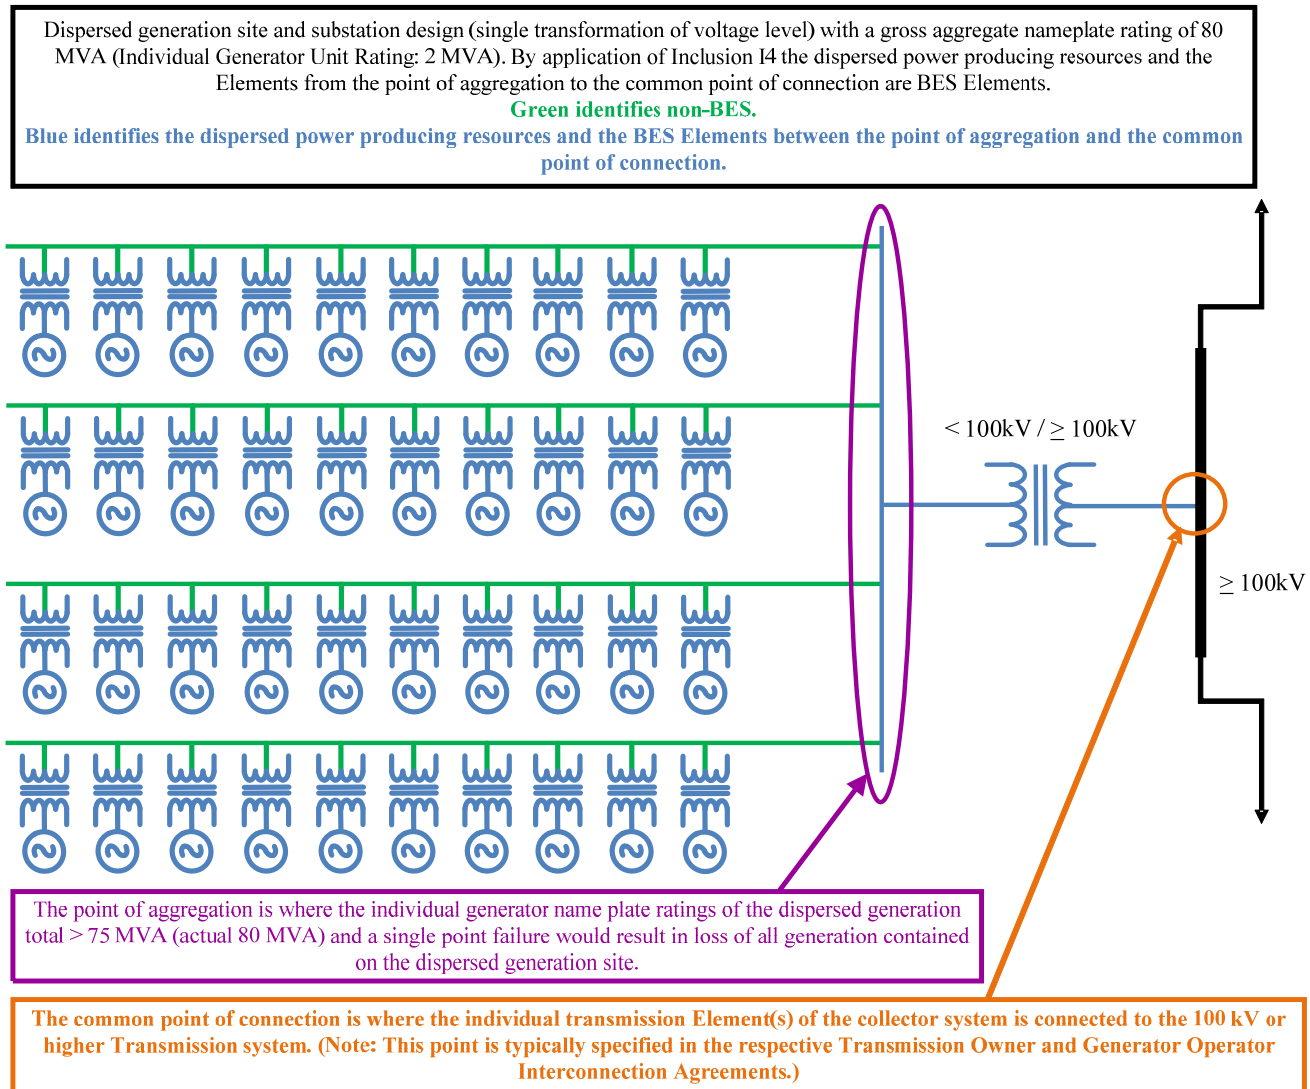 Dispersed generation site and substation design (single transformation of voltage level) with a gross aggregate nameplate rating of 80
MVA (Individual Generator Unit Rating: 2 MVA). By application of Inclusion I4 the dispersed power producing resources and the
Elements from the point of aggregation to the common point of connection are BES Elements.
Green identifies non-BES.
Blue identifies the dispersed power producing resources and the BES Elements between the point of aggregation and the common
point of connection.
< 100kV / ≥ 100kV
≥ 100kV
The point of aggregation is where the individual generator name plate ratings of the dispersed generation
total > 75 MVA (actual 80 MVA) and a single point failure would result in loss of all generation contained
on the dispersed generation site.
The common point of connection is where the individual transmission Element(s) of the collector system is connected to the 100 kV or
higher Transmission system. (Note: This point is typically specified in the respective Transmission Owner and Generator Operator
Interconnection Agreements.)